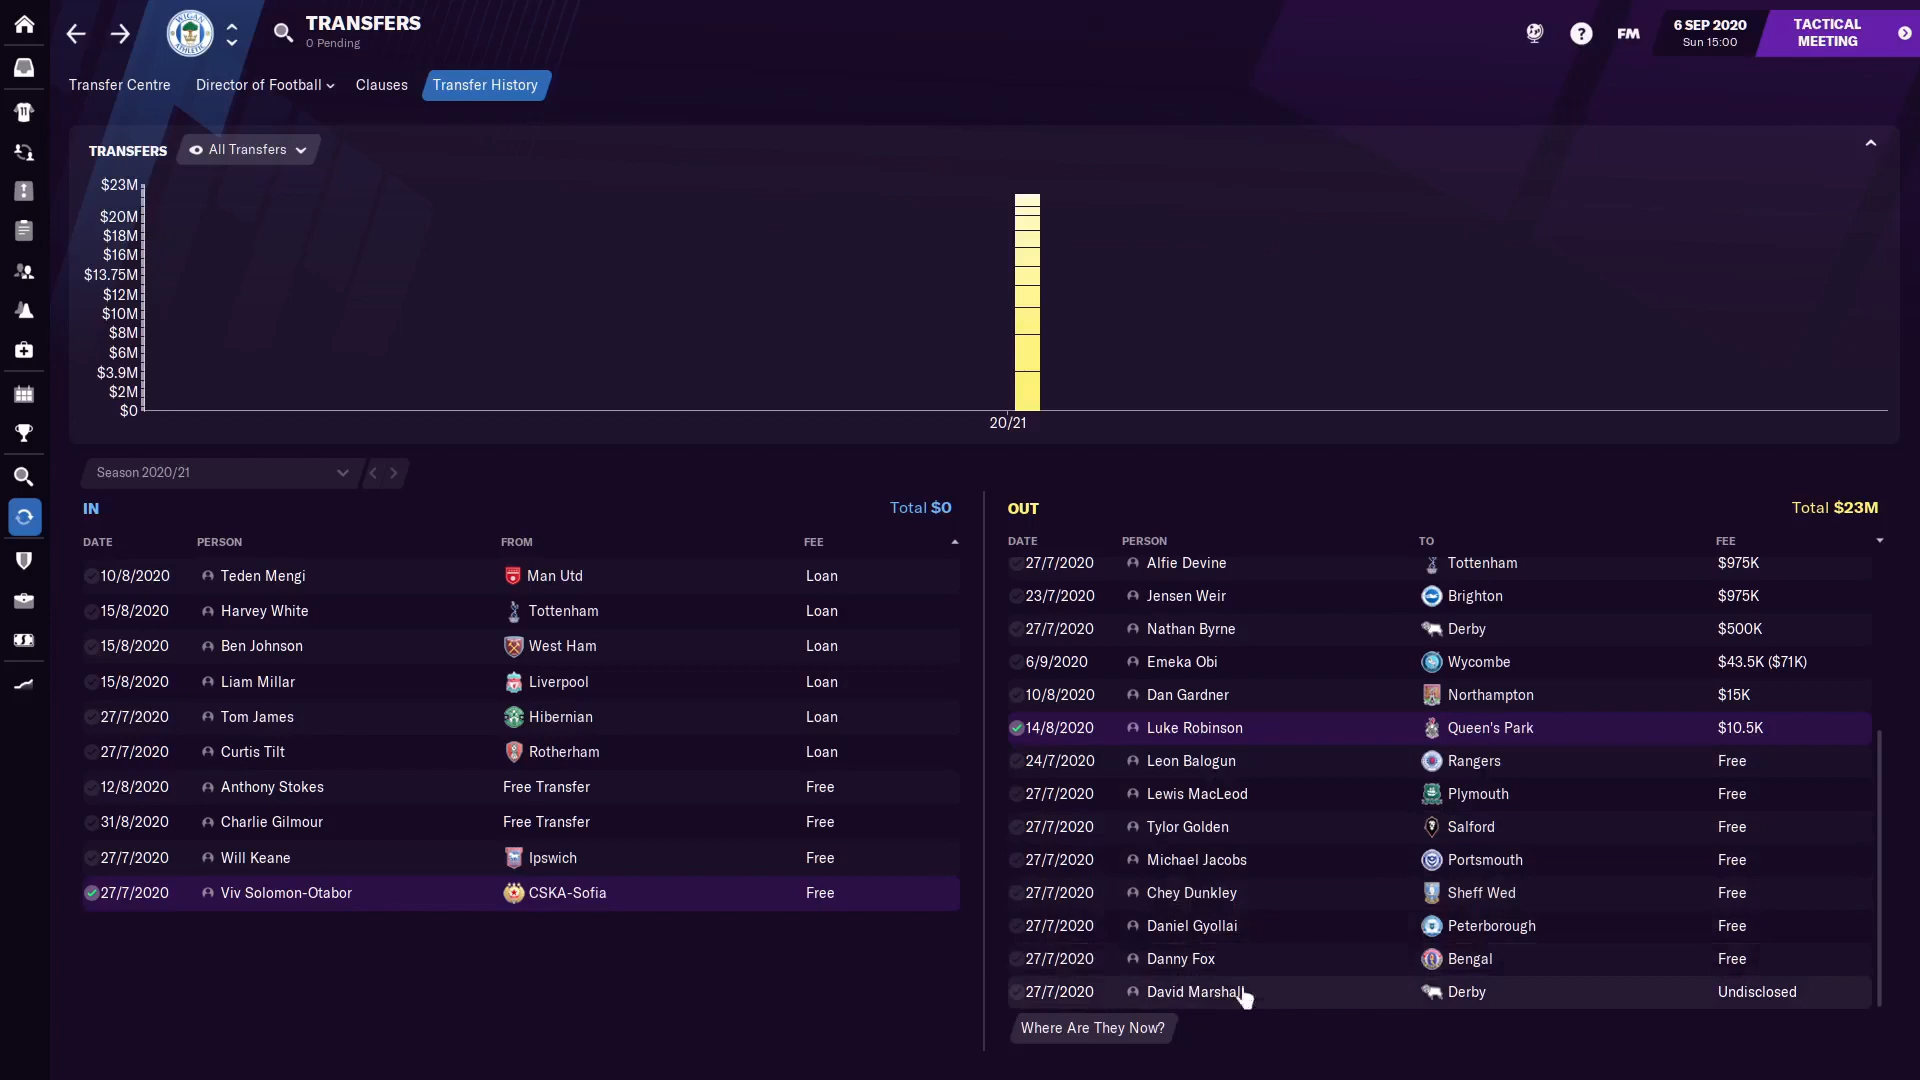 TRANSFERS
0 Pending
6 SEP 2020
Sun 15:00
TACTICAL
MEETING
FM
Transfer Centre Director of Football Clauses Transfer History
TRANSFERS All Transfers
$23M
$20M
$18M
$16M
$13.75M
$12M
$10M
$8M
$6M
$3.9M
$2M
$0
20/21
Season 2020/21
IN Total $0
DATE PERSON FROM FEE
10/8/2020 Teden Mengi Man Utd Loan
15/8/2020 Harvey White Tottenham Loan
15/8/2020 Ben Johnson West Ham Loan
15/8/2020 Liam Millar Liverpool Loan
27/7/2020 Tom James Hibernian Loan
27/7/2020 Curtis Tilt Rotherham Loan
12/8/2020 Anthony Stokes Free Transfer Free
31/8/2020 Charlie Gilmour Free Transfer Free
27/7/2020 Will Keane Ipswich Free
27/7/2020 Viv Solomon-Otabor CSKA-Sofia Free
OUT Total $23M
DATE PERSON TO FEE
27/7/2020 Alfie Devine Tottenham $975K
23/7/2020 Jensen Weir Brighton $975K
27/7/2020 Nathan Byrne Derby $500K
6/9/2020 Emeka Obi Wycombe $43.5K ($71K)
10/8/2020 Dan Gardner Northampton $15K
14/8/2020 Luke Robinson Queen's Park $10.5K
24/7/2020 Leon Balogun Rangers Free
27/7/2020 Lewis MacLeod Plymouth Free
27/7/2020 Tylor Golden Salford Free
27/7/2020 Michael Jacobs Portsmouth Free
27/7/2020 Chey Dunkley Sheff Wed Free
27/7/2020 Daniel Gyollai Peterborough Free
27/7/2020 Danny Fox Bengal Free
27/7/2020 David Marshall Derby Undisclosed
Where Are They Now?